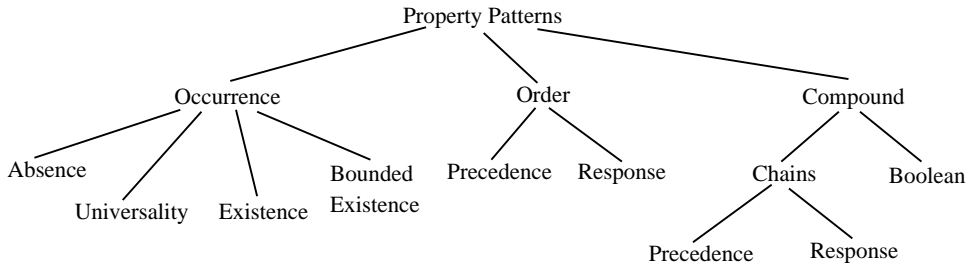 Property Patterns
Occurrence
Order
Compound
Absence
Universality
Existence
Bounded
Existence
Precedence
Response
Chains
Boolean
Precedence
Response